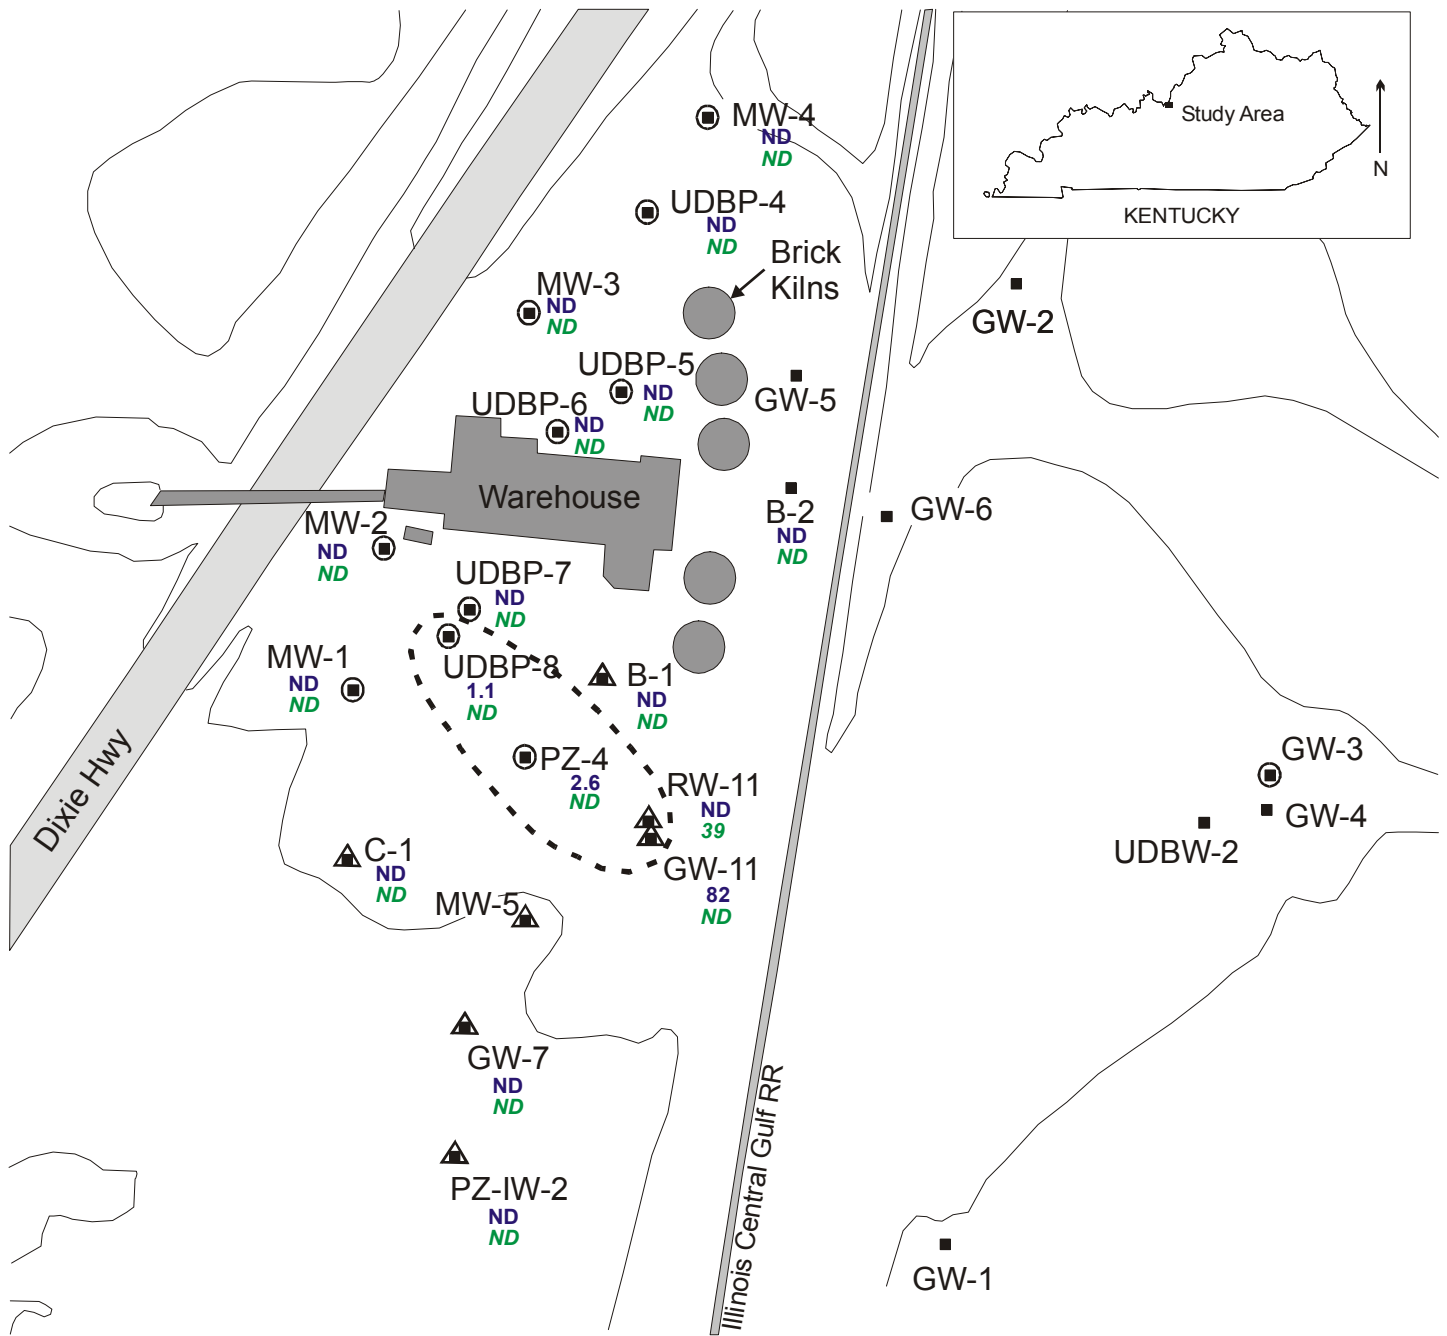 MW-4
ND
ND
Study Area
N
KENTUCKY
UDBP-4
ND
ND
Brick
Kilns
MW-3
ND
ND
GW-2
UDBP-5
ND
ND
GW-5
UDBP-6
ND
ND
Warehouse
B-2
ND
ND
GW-6
MW-2
ND
ND
UDBP-7
ND
ND
MW-1
ND
ND
UDBP-8
1.1
ND
B-1
ND
ND
Dixie Hwy
PZ-4
2.6
ND
RW-11
ND
39
GW-3
GW-4
UDBW-2
C-1
ND
ND
GW-11
82
ND
MW-5
GW-7
ND
ND
Illinois Central Gulf RR
PZ-IW-2
ND
ND
GW-1